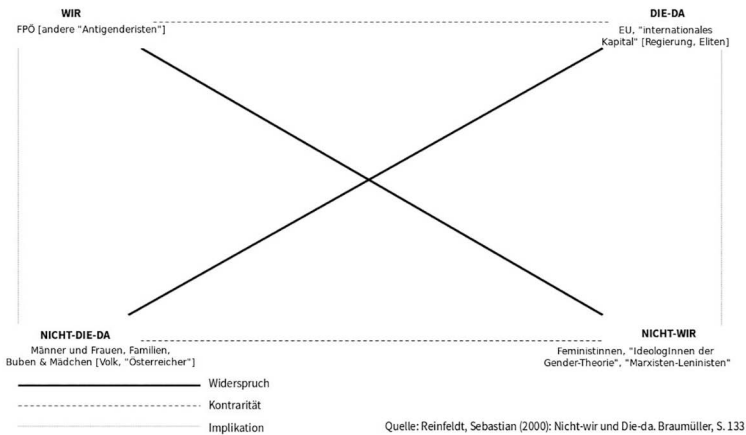 WIR
FPÖ [andere "Antigenderisten"]
DIE-DA
EU, "internationales
Kapital" [Regierung, Eliten]
NICHT-DIE-DA
Männer und Frauen, Familien,
Buben & Mädchen [Volk, "Österreicher"]
NICHT-WIR
Feministinnen, "IdeologInnen der
Gender-Theorie", "Marxisten-Leninisten"
Widerspruch
Kontrarität
Implikation
Quelle: Reinfeldt, Sebastian (2000): Nicht-wir und Die-da. Braumüller, S. 133